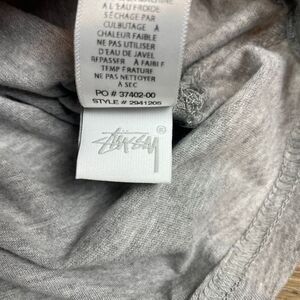 À L'EAU FROIDE
SÉCHAGE PAR
CULBUTAGE À
CHALEUR FAIBLE
NE PAS UTILISER
D'EAU DE JAVEL
REPASSER À FAIBLE
TEMPÉRATURE
NE PAS NETTOYER
À SEC
PO # 37402-00
STYLE # 2941205
STÜSSY ®